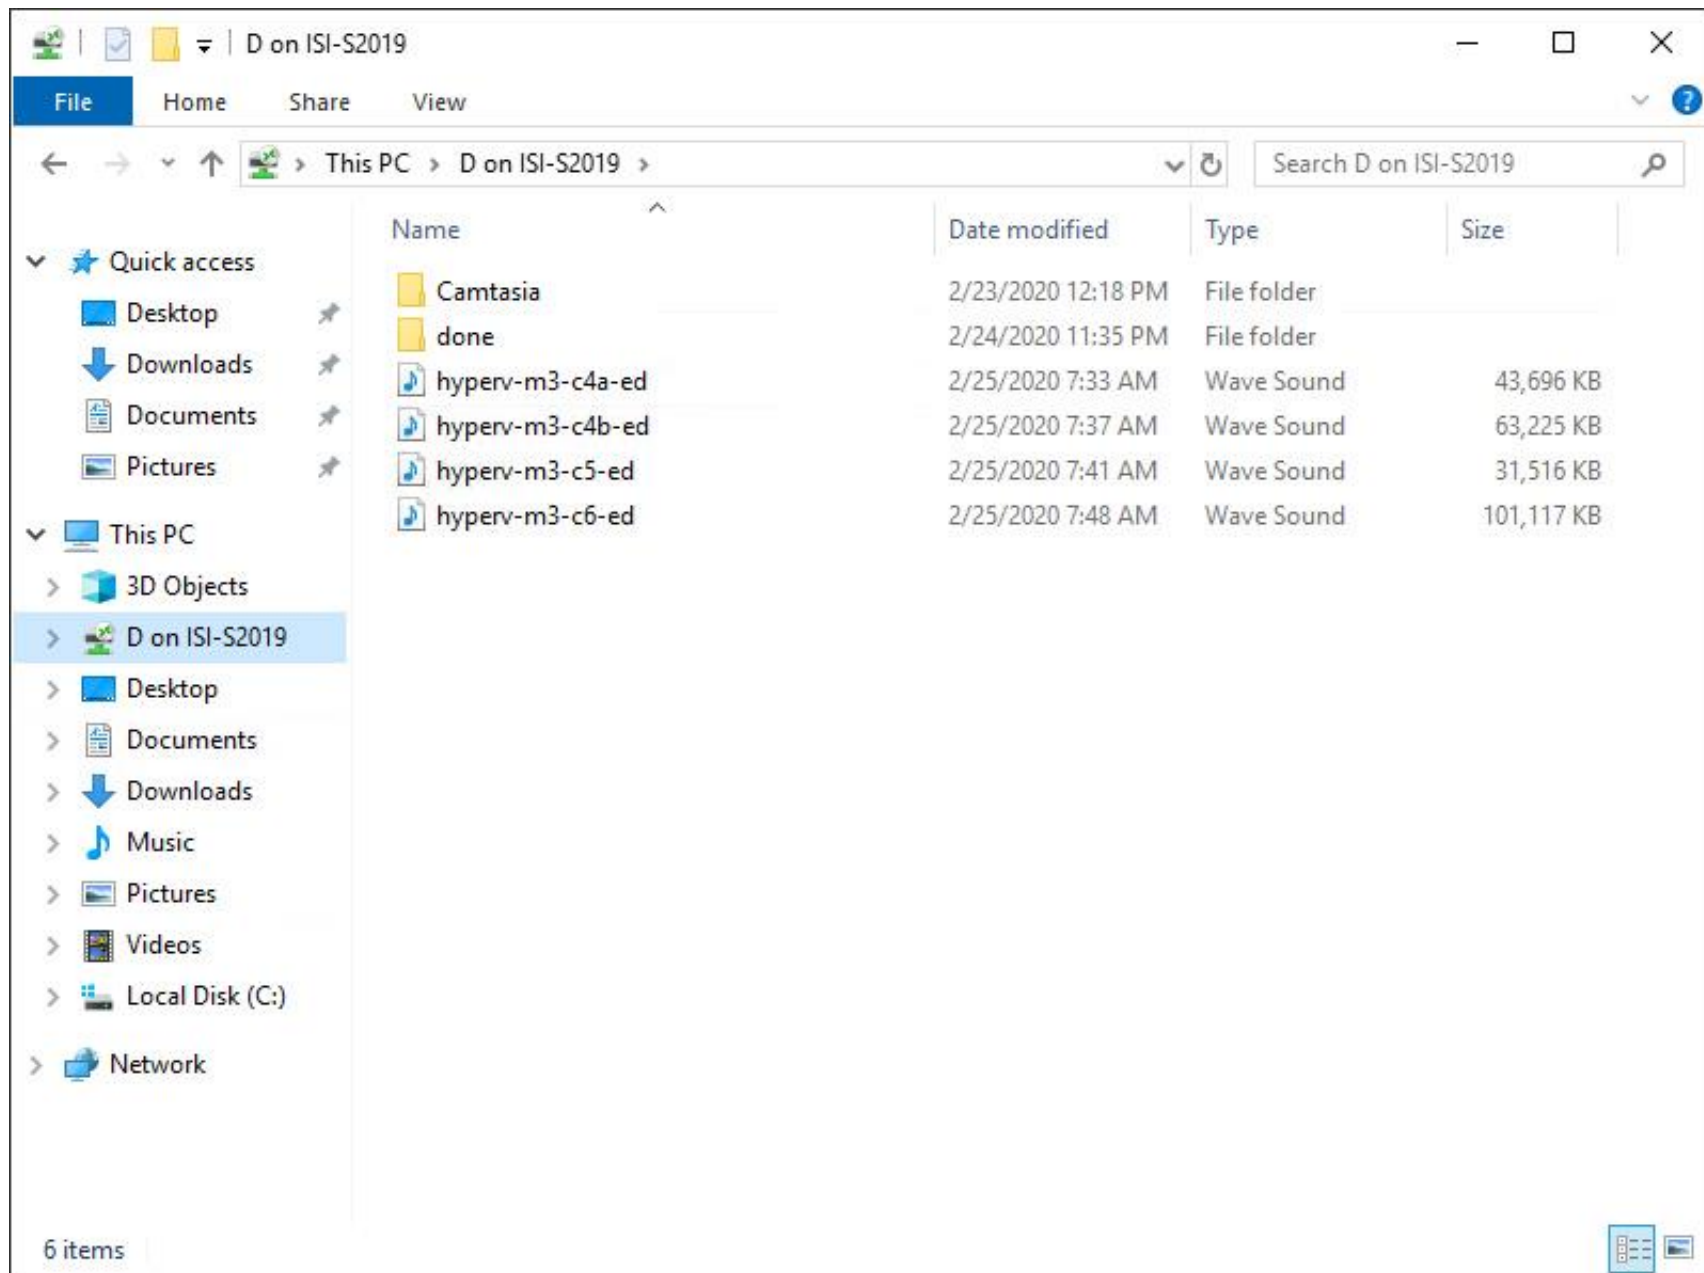 D on ISI-S2019
File Home Share View
This PC > D on ISI-S2019 >
Search D on ISI-S2019
Name Date modified Type Size
Quick access
Desktop
Downloads
Documents
Pictures
This PC
3D Objects
D on ISI-S2019
Desktop
Documents
Downloads
Music
Pictures
Videos
Local Disk (C:)
Network
Camtasia 2/23/2020 12:18 PM File folder
done 2/24/2020 11:35 PM File folder
hyperv-m3-c4a-ed 2/25/2020 7:33 AM Wave Sound 43,696 KB
hyperv-m3-c4b-ed 2/25/2020 7:37 AM Wave Sound 63,225 KB
hyperv-m3-c5-ed 2/25/2020 7:41 AM Wave Sound 31,516 KB
hyperv-m3-c6-ed 2/25/2020 7:48 AM Wave Sound 101,117 KB
6 items